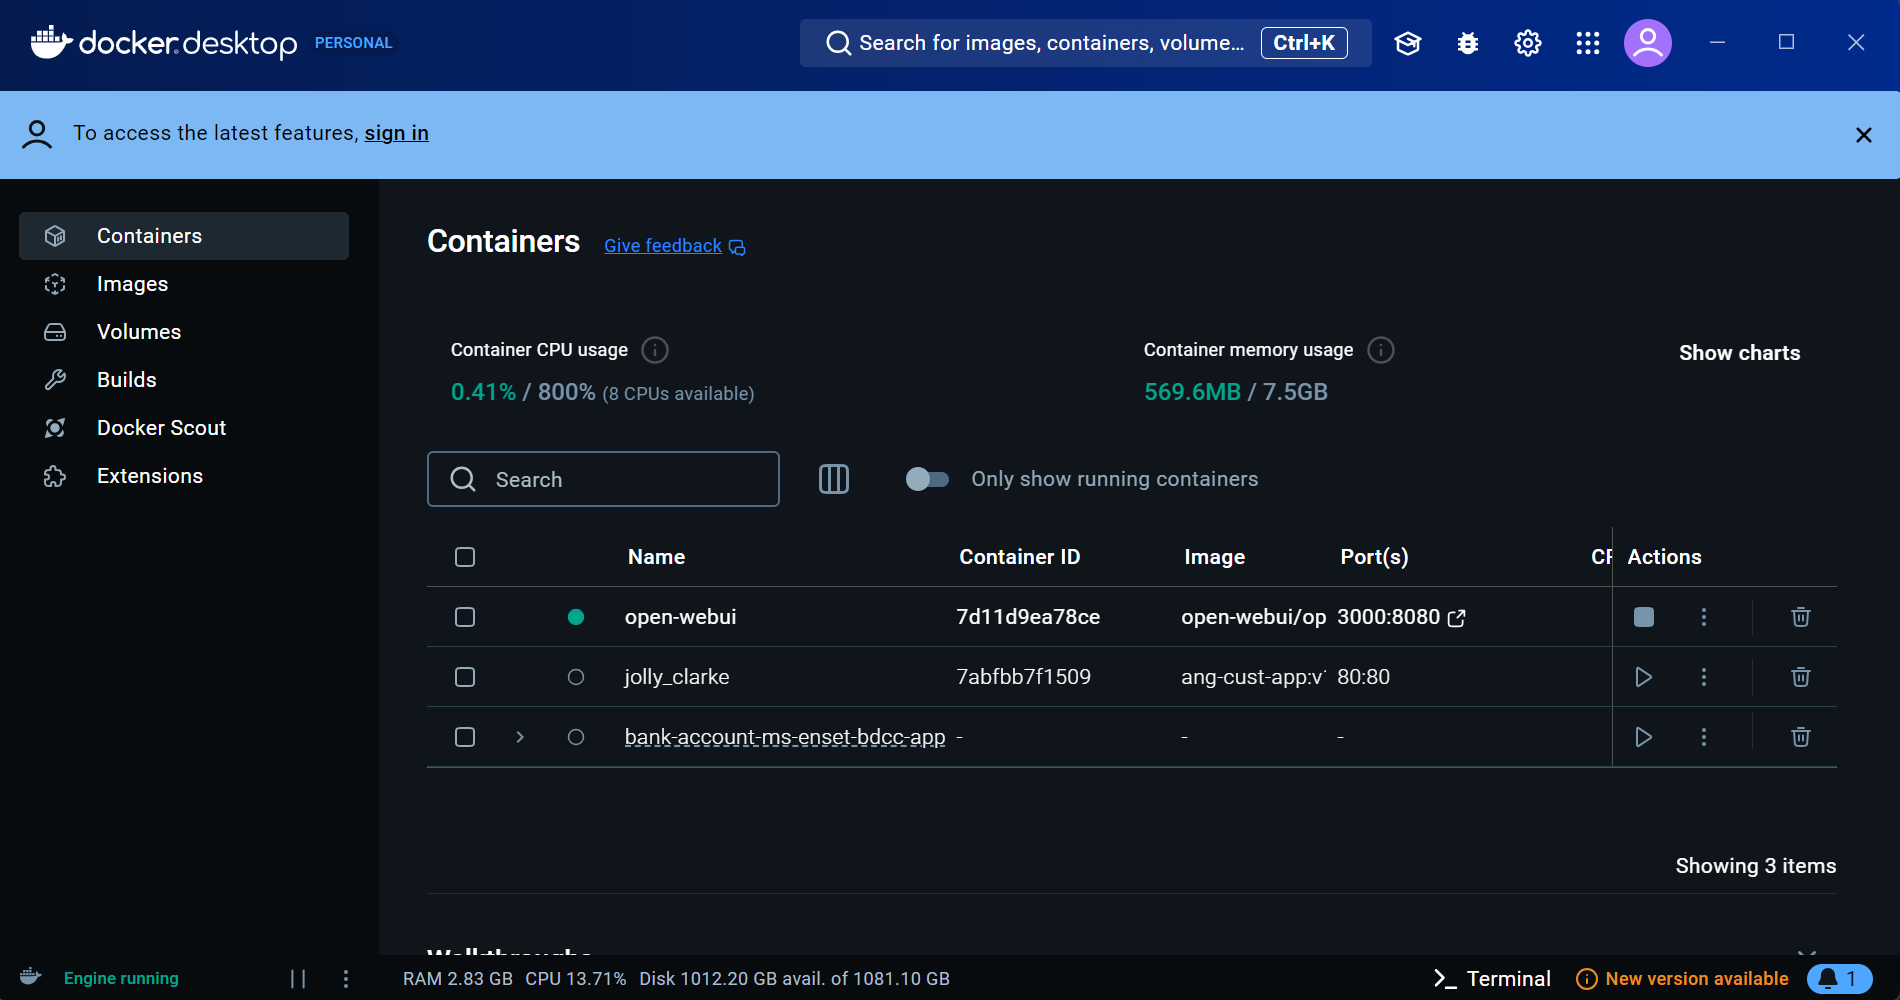 docker desktop PERSONAL
Search for images, containers, volume... Ctrl+K
To access the latest features, sign in
Containers
Images
Volumes
Builds
Docker Scout
Extensions
Containers Give feedback
Container CPU usage
0.41% / 800% (8 CPUs available)
Container memory usage
569.6MB / 7.5GB
Show charts
Search
Only show running containers
Name Container ID Image Port(s) Actions
open-webui 7d11d9ea78ce open-webui/op 3000:8080
jolly_clarke 7abfbb7f1509 ang-cust-app:v 80:80
bank-account-ms-enset-bdcc-app - - -
Showing 3 items
Walkthroughs
Engine running
RAM 2.83 GB CPU 13.71% Disk 1012.20 GB avail. of 1081.10 GB
Terminal
New version available
1